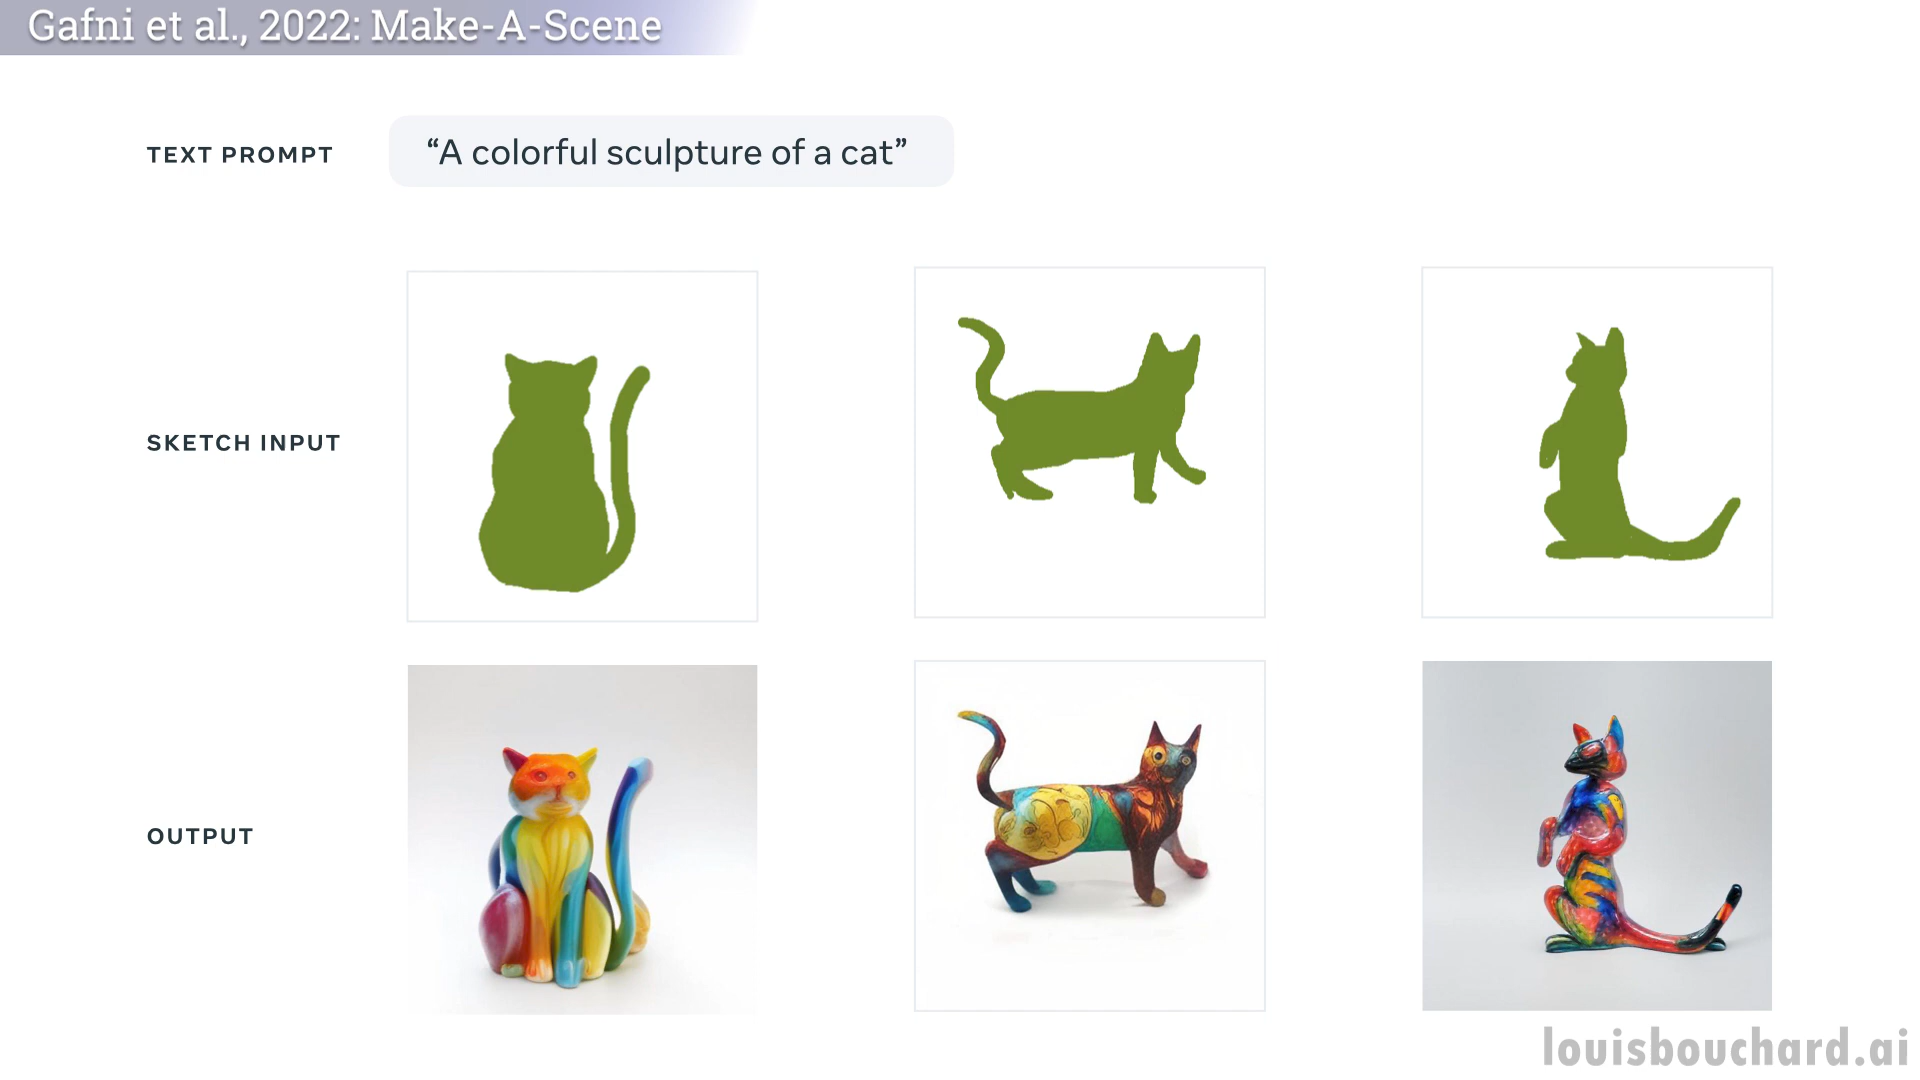 Gafni et al., 2022: Make-A-Scene
TEXT PROMPT
“A colorful sculpture of a cat”
SKETCH INPUT
OUTPUT
louisbouchard.ai